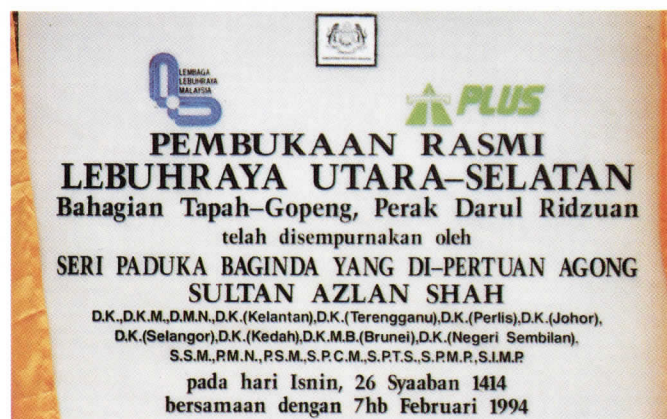 LEMBAGA
LEBUHRAYA
MALAYSIA
PLUS
PEMBUKAAN RASMI
LEBUHRAYA UTARA–SELATAN
Bahagian Tapah–Gopeng, Perak Darul Ridzuan
telah disempurnakan oleh
SERI PADUKA BAGINDA YANG DI–PERTUAN AGONG
SULTAN AZLAN SHAH
D.K.,D.K.M.,D.M.N.,D.K.(Kelantan),D.K.(Terengganu),D.K.(Perlis),D.K.(Johor),
D.K.(Selangor),D.K.(Kedah),D.K.M.B.(Brunei),D.K.(Negeri Sembilan),
S.S.M.,P.M.N.,P.S.M.,S.P.C.M.,S.P.T.S.,S.P.M.P.,S.I.M.P.
pada hari Isnin, 26 Syaaban 1414
bersamaan dengan 7hb Februari 1994